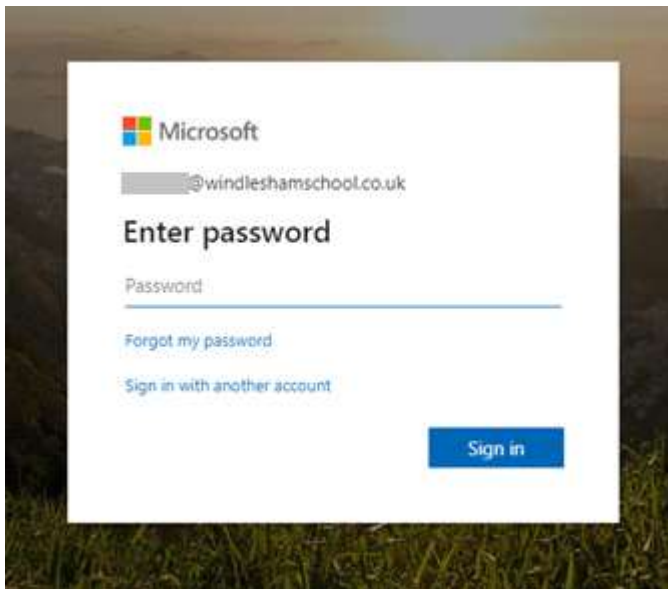 Microsoft
@windleshamschool.co.uk
Enter password
Password
Forgot my password
Sign in with another account
Sign in